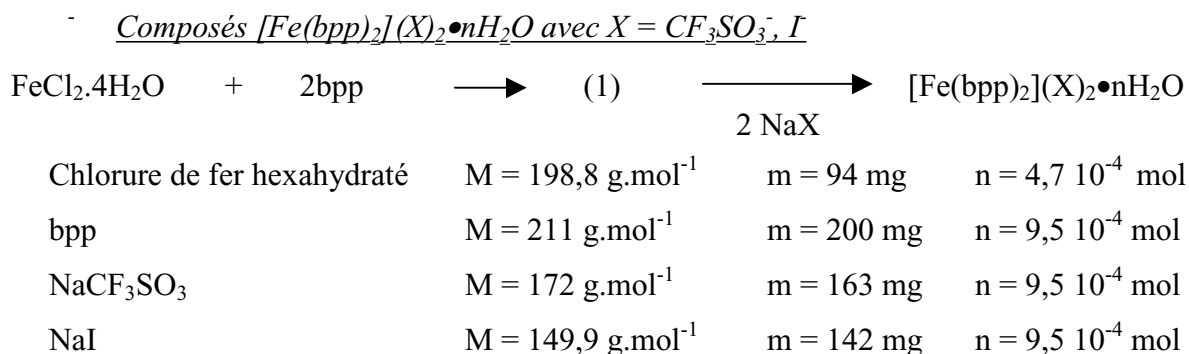 - Composés [Fe(bpp)₂](X)₂●nH₂O avec X = CF₃SO₃⁻, I⁻
FeCl₂.4H₂O + 2bpp → (1) → [Fe(bpp)₂](X)₂●nH₂O
2 NaX
Chlorure de fer hexahydraté M = 198,8 g.mol⁻¹ m = 94 mg n = 4,7 10⁻⁴ mol
bpp M = 211 g.mol⁻¹ m = 200 mg n = 9,5 10⁻⁴ mol
NaCF₃SO₃ M = 172 g.mol⁻¹ m = 163 mg n = 9,5 10⁻⁴ mol
NaI M = 149,9 g.mol⁻¹ m = 142 mg n = 9,5 10⁻⁴ mol